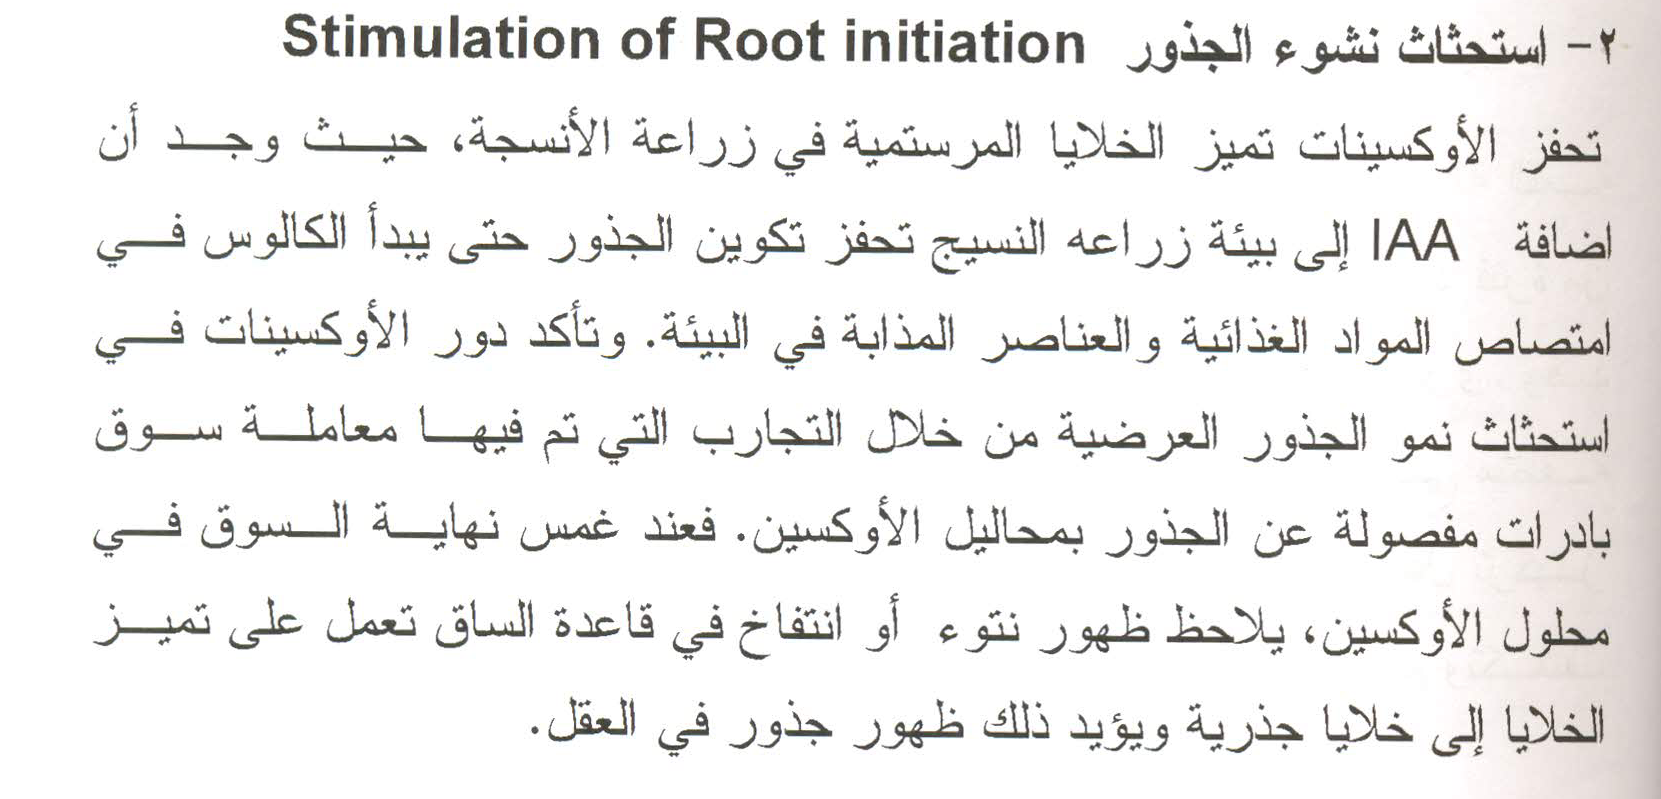 ٢- استحثاث نشوء الجذور Stimulation of Root initiation
تحفز الأوكسينات تميز الخلايا المرستمية في زراعة الأنسجة، حيث وجد أن
اضافة IAA إلى بيئة زراعه النسيج تحفز تكوين الجذور حتى يبدأ الكالوس في
امتصاص المواد الغذائية والعناصر المذابة في البيئة. وتأكد دور الأوكسينات في
استحثاث نمو الجذور العرضية من خلال التجارب التي تم فيها معاملة سوق
بادرات مفصولة عن الجذور بمحاليل الأوكسين. فعند غمس نهاية السوق في
محلول الأوكسين، يلاحظ ظهور نتوء أو انتفاخ في قاعدة الساق تعمل على تميز
الخلايا إلى خلايا جذرية ويؤيد ذلك ظهور جذور في العقل.